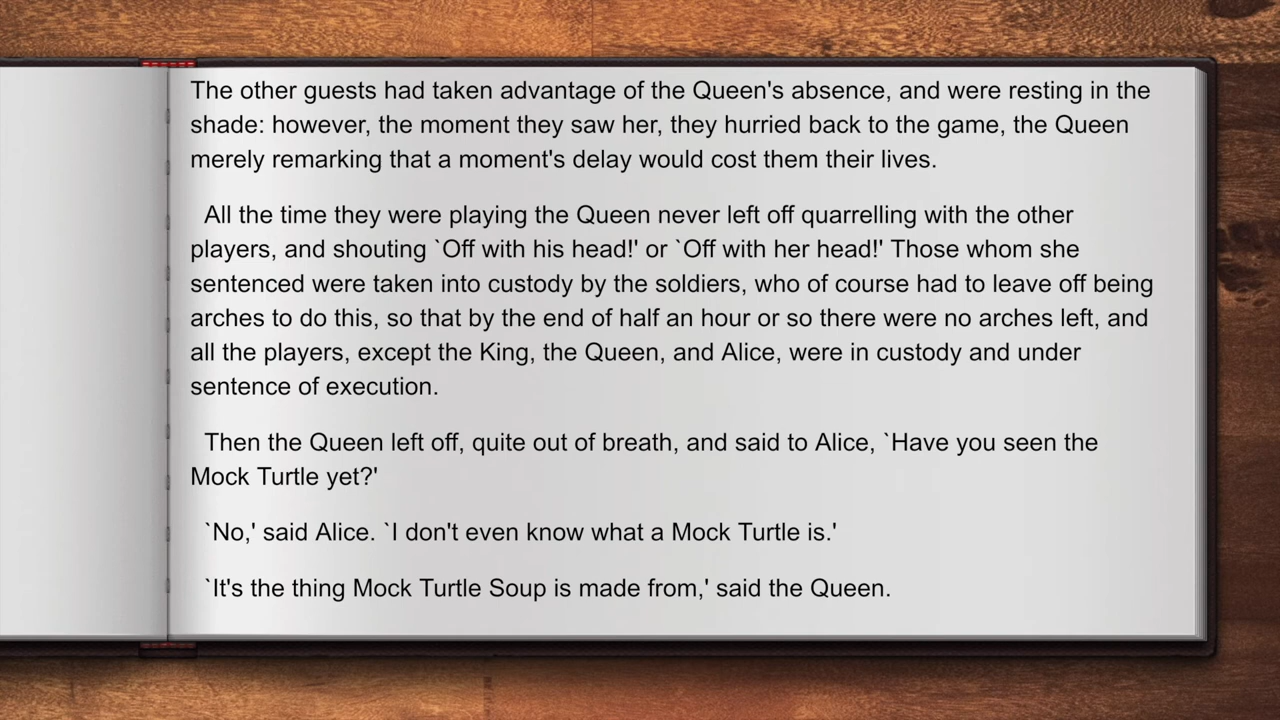 The other guests had taken advantage of the Queen's absence, and were resting in the
shade: however, the moment they saw her, they hurried back to the game, the Queen
merely remarking that a moment's delay would cost them their lives.
All the time they were playing the Queen never left off quarrelling with the other
players, and shouting `Off with his head!' or `Off with her head!' Those whom she
sentenced were taken into custody by the soldiers, who of course had to leave off being
arches to do this, so that by the end of half an hour or so there were no arches left, and
all the players, except the King, the Queen, and Alice, were in custody and under
sentence of execution.
Then the Queen left off, quite out of breath, and said to Alice, `Have you seen the
Mock Turtle yet?'
`No,' said Alice. `I don't even know what a Mock Turtle is.'
`It's the thing Mock Turtle Soup is made from,' said the Queen.